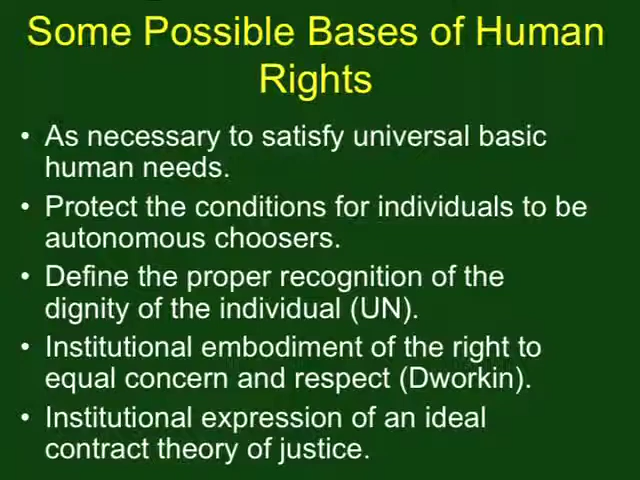 Some Possible Bases of Human
Rights
• As necessary to satisfy universal basic
human needs.
• Protect the conditions for individuals to be
autonomous choosers.
• Define the proper recognition of the
dignity of the individual (UN).
• Institutional embodiment of the right to
equal concern and respect (Dworkin).
• Institutional expression of an ideal
contract theory of justice.